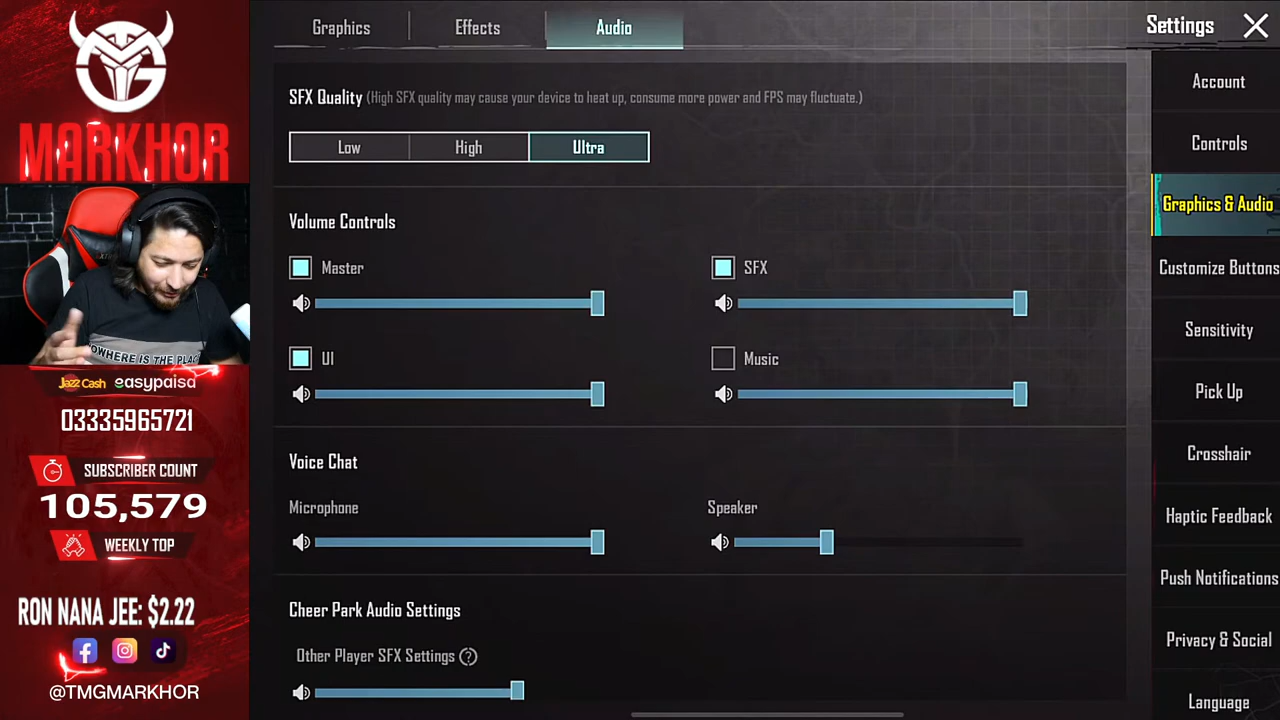 MARKHOR
NOWHERE IS THE PLAC
JazzCash easypaisa
03335965721
SUBSCRIBER COUNT
105,579
WEEKLY TOP
RON NANA JEE: $2.22
@TMGMARKHOR
Graphics Effects Audio
SFX Quality (High SFX quality may cause your device to heat up, consume more power and FPS may fluctuate.)
Low High Ultra
Volume Controls
Master SFX
UI Music
Voice Chat
Microphone Speaker
Cheer Park Audio Settings
Other Player SFX Settings ?
Settings
Account
Controls
Graphics & Audio
Customize Buttons
Sensitivity
Pick Up
Crosshair
Haptic Feedback
Push Notifications
Privacy & Social
Language